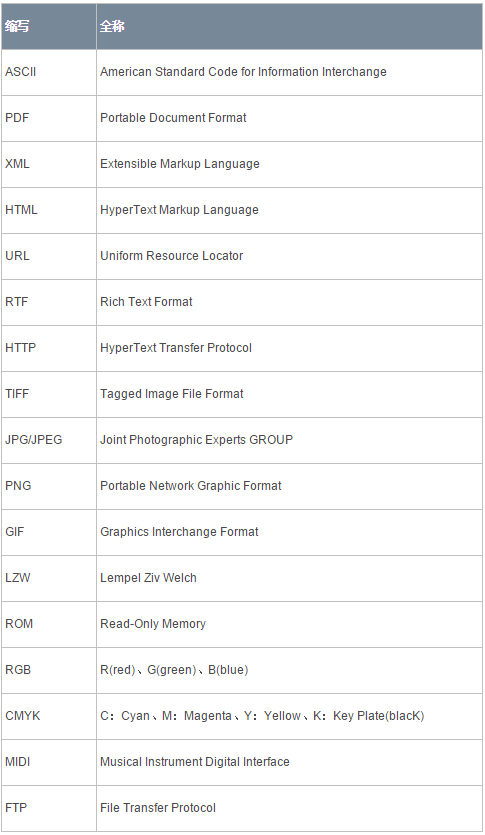 缩写 全称
ASCII American Standard Code for Information Interchange
PDF Portable Document Format
XML Extensible Markup Language
HTML HyperText Markup Language
URL Uniform Resource Locator
RTF Rich Text Format
HTTP HyperText Transfer Protocol
TIFF Tagged Image File Format
JPG/JPEG Joint Photographic Experts GROUP
PNG Portable Network Graphic Format
GIF Graphics Interchange Format
LZW Lempel Ziv Welch
ROM Read-Only Memory
RGB R(red)、G(green)、B(blue)
CMYK C：Cyan、M：Magenta、Y：Yellow、K：Key Plate(blacK)
MIDI Musical Instrument Digital Interface
FTP File Transfer Protocol